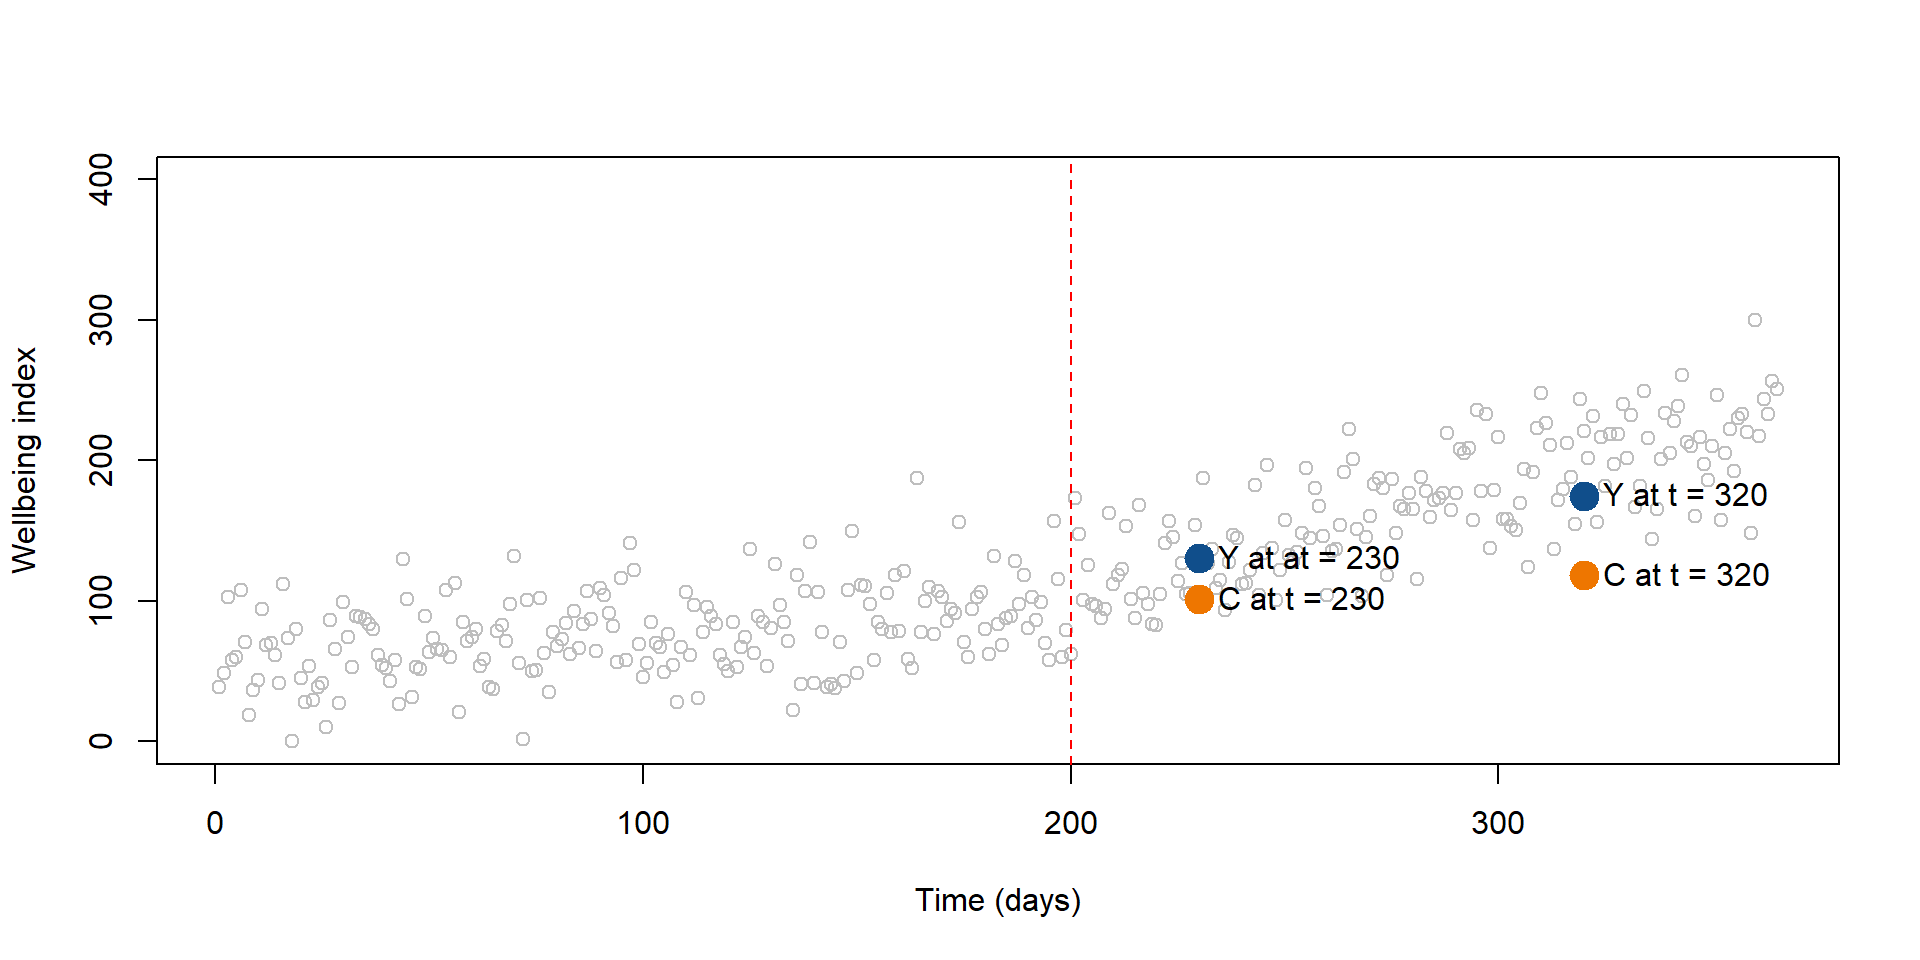 Wellbeing index
400
300
200
100
0
Y at t = 320
Y at at = 230
C at t = 320
C at t = 230
0 100 200 300
Time (days)